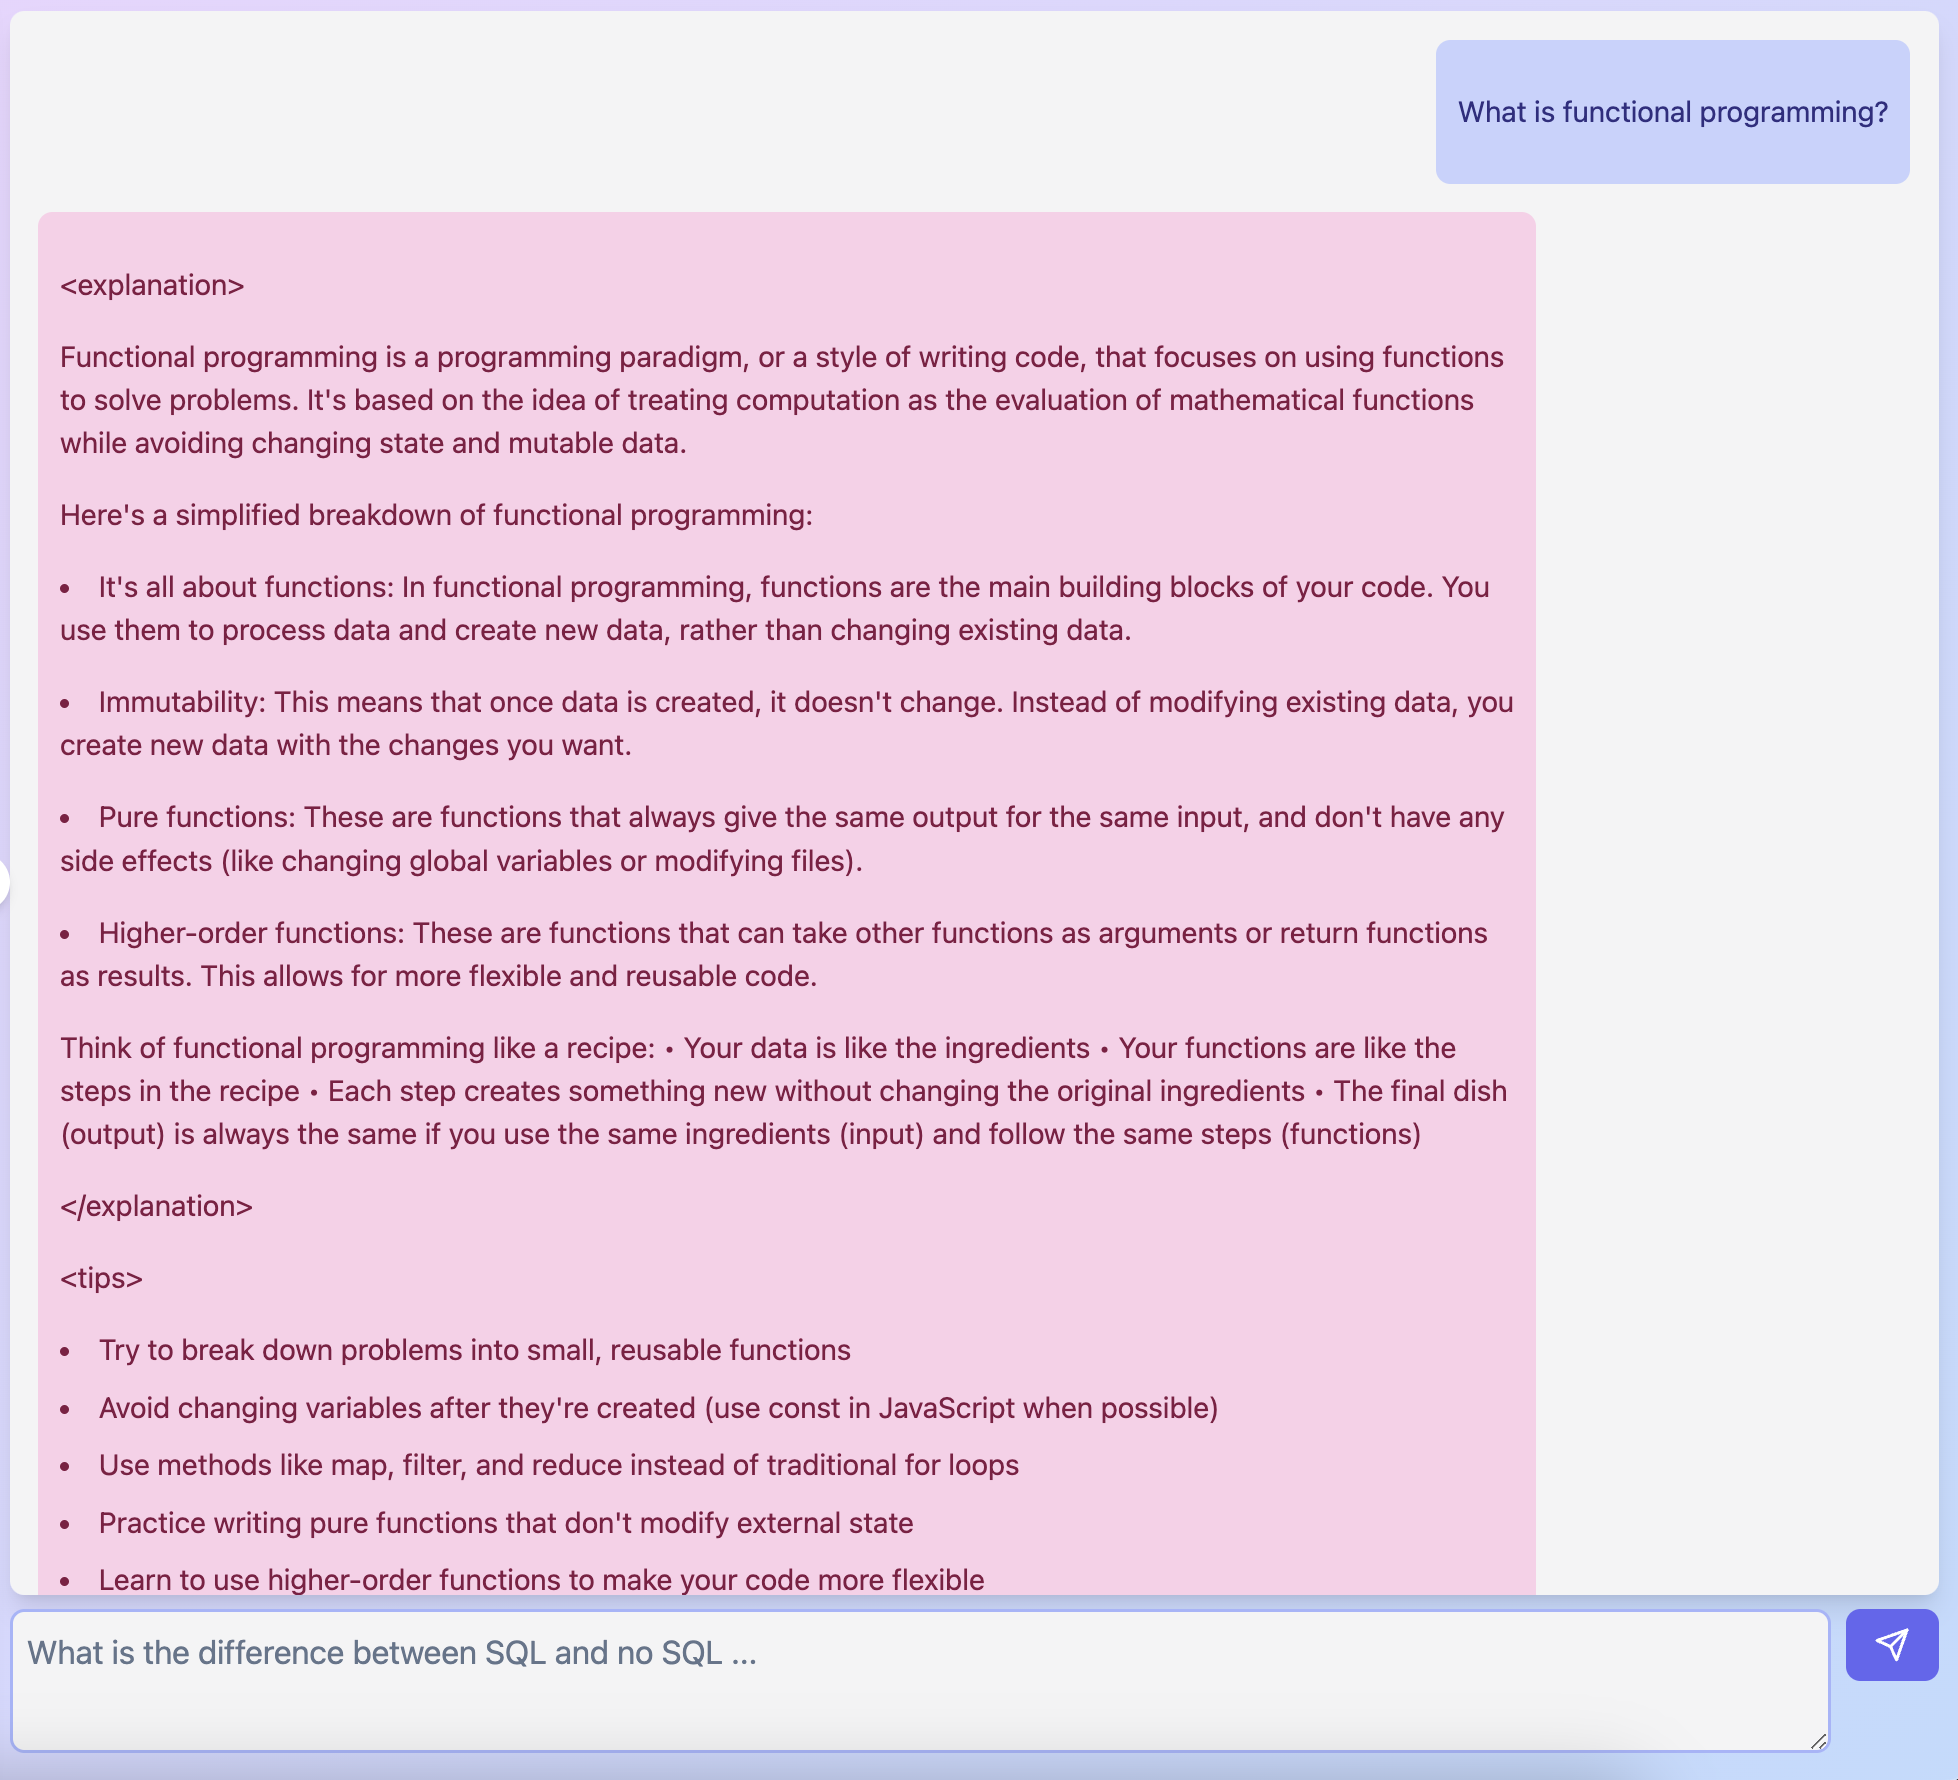 What is functional programming?
<explanation>
Functional programming is a programming paradigm, or a style of writing code, that focuses on using functions
to solve problems. It's based on the idea of treating computation as the evaluation of mathematical functions
while avoiding changing state and mutable data.
Here's a simplified breakdown of functional programming:
• It's all about functions: In functional programming, functions are the main building blocks of your code. You
use them to process data and create new data, rather than changing existing data.
• Immutability: This means that once data is created, it doesn't change. Instead of modifying existing data, you
create new data with the changes you want.
• Pure functions: These are functions that always give the same output for the same input, and don't have any
side effects (like changing global variables or modifying files).
• Higher-order functions: These are functions that can take other functions as arguments or return functions
as results. This allows for more flexible and reusable code.
Think of functional programming like a recipe: • Your data is like the ingredients • Your functions are like the
steps in the recipe • Each step creates something new without changing the original ingredients • The final dish
(output) is always the same if you use the same ingredients (input) and follow the same steps (functions)
</explanation>
<tips>
• Try to break down problems into small, reusable functions
• Avoid changing variables after they're created (use const in JavaScript when possible)
• Use methods like map, filter, and reduce instead of traditional for loops
• Practice writing pure functions that don't modify external state
• Learn to use higher-order functions to make your code more flexible
What is the difference between SQL and no SQL ...